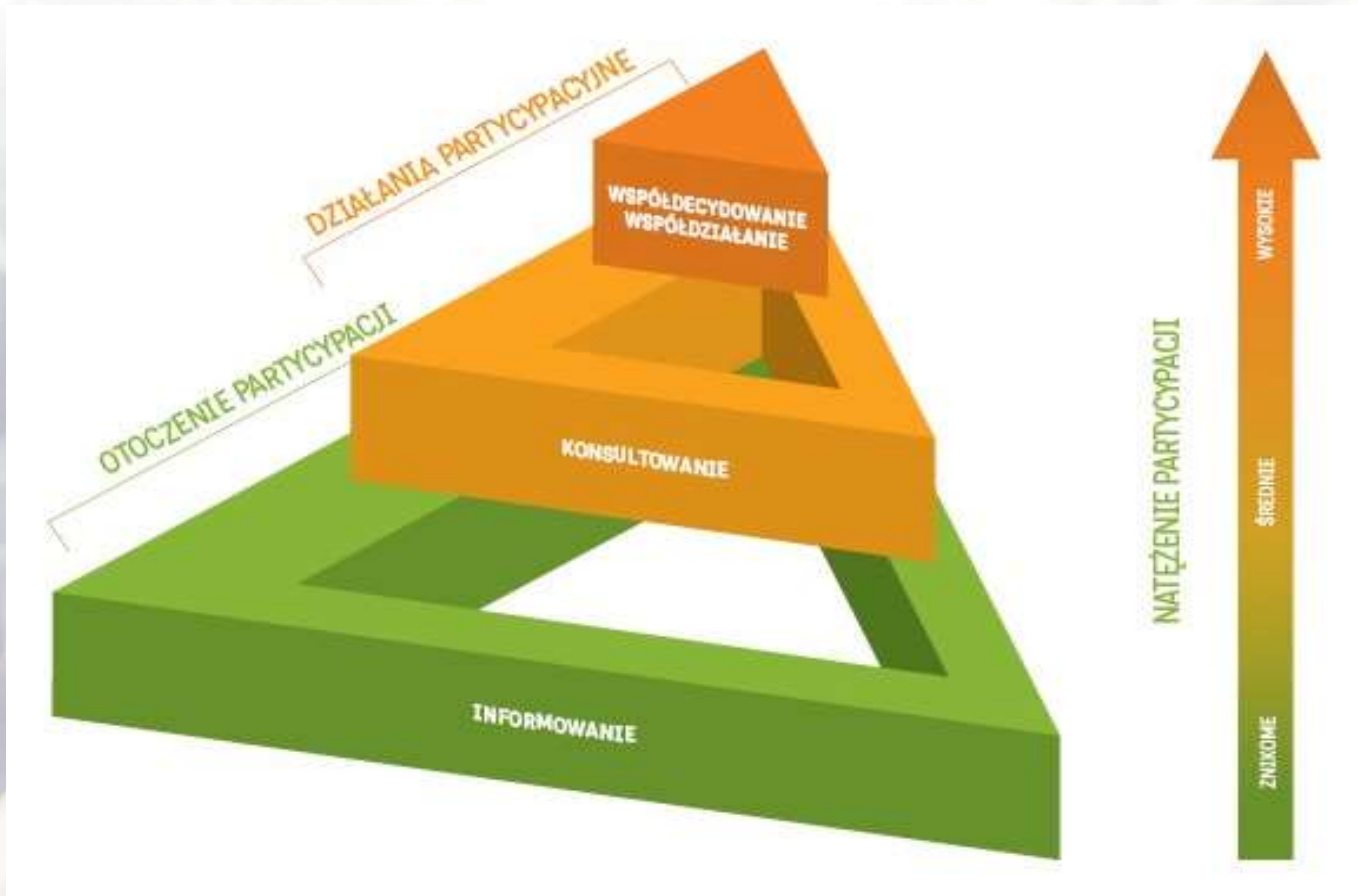 DZIAŁANIA PARTYCYPACYJNE
OTOCZENIE PARTYCYPACJI
WSPÓŁDECYDOWANIE
WSPÓŁDZIAŁANIE
KONSULTOWANIE
INFORMOWANIE
NATĘŻENIE PARTYCYPACJI
WYSOKIE
ŚREDNIE
ZNIKOME